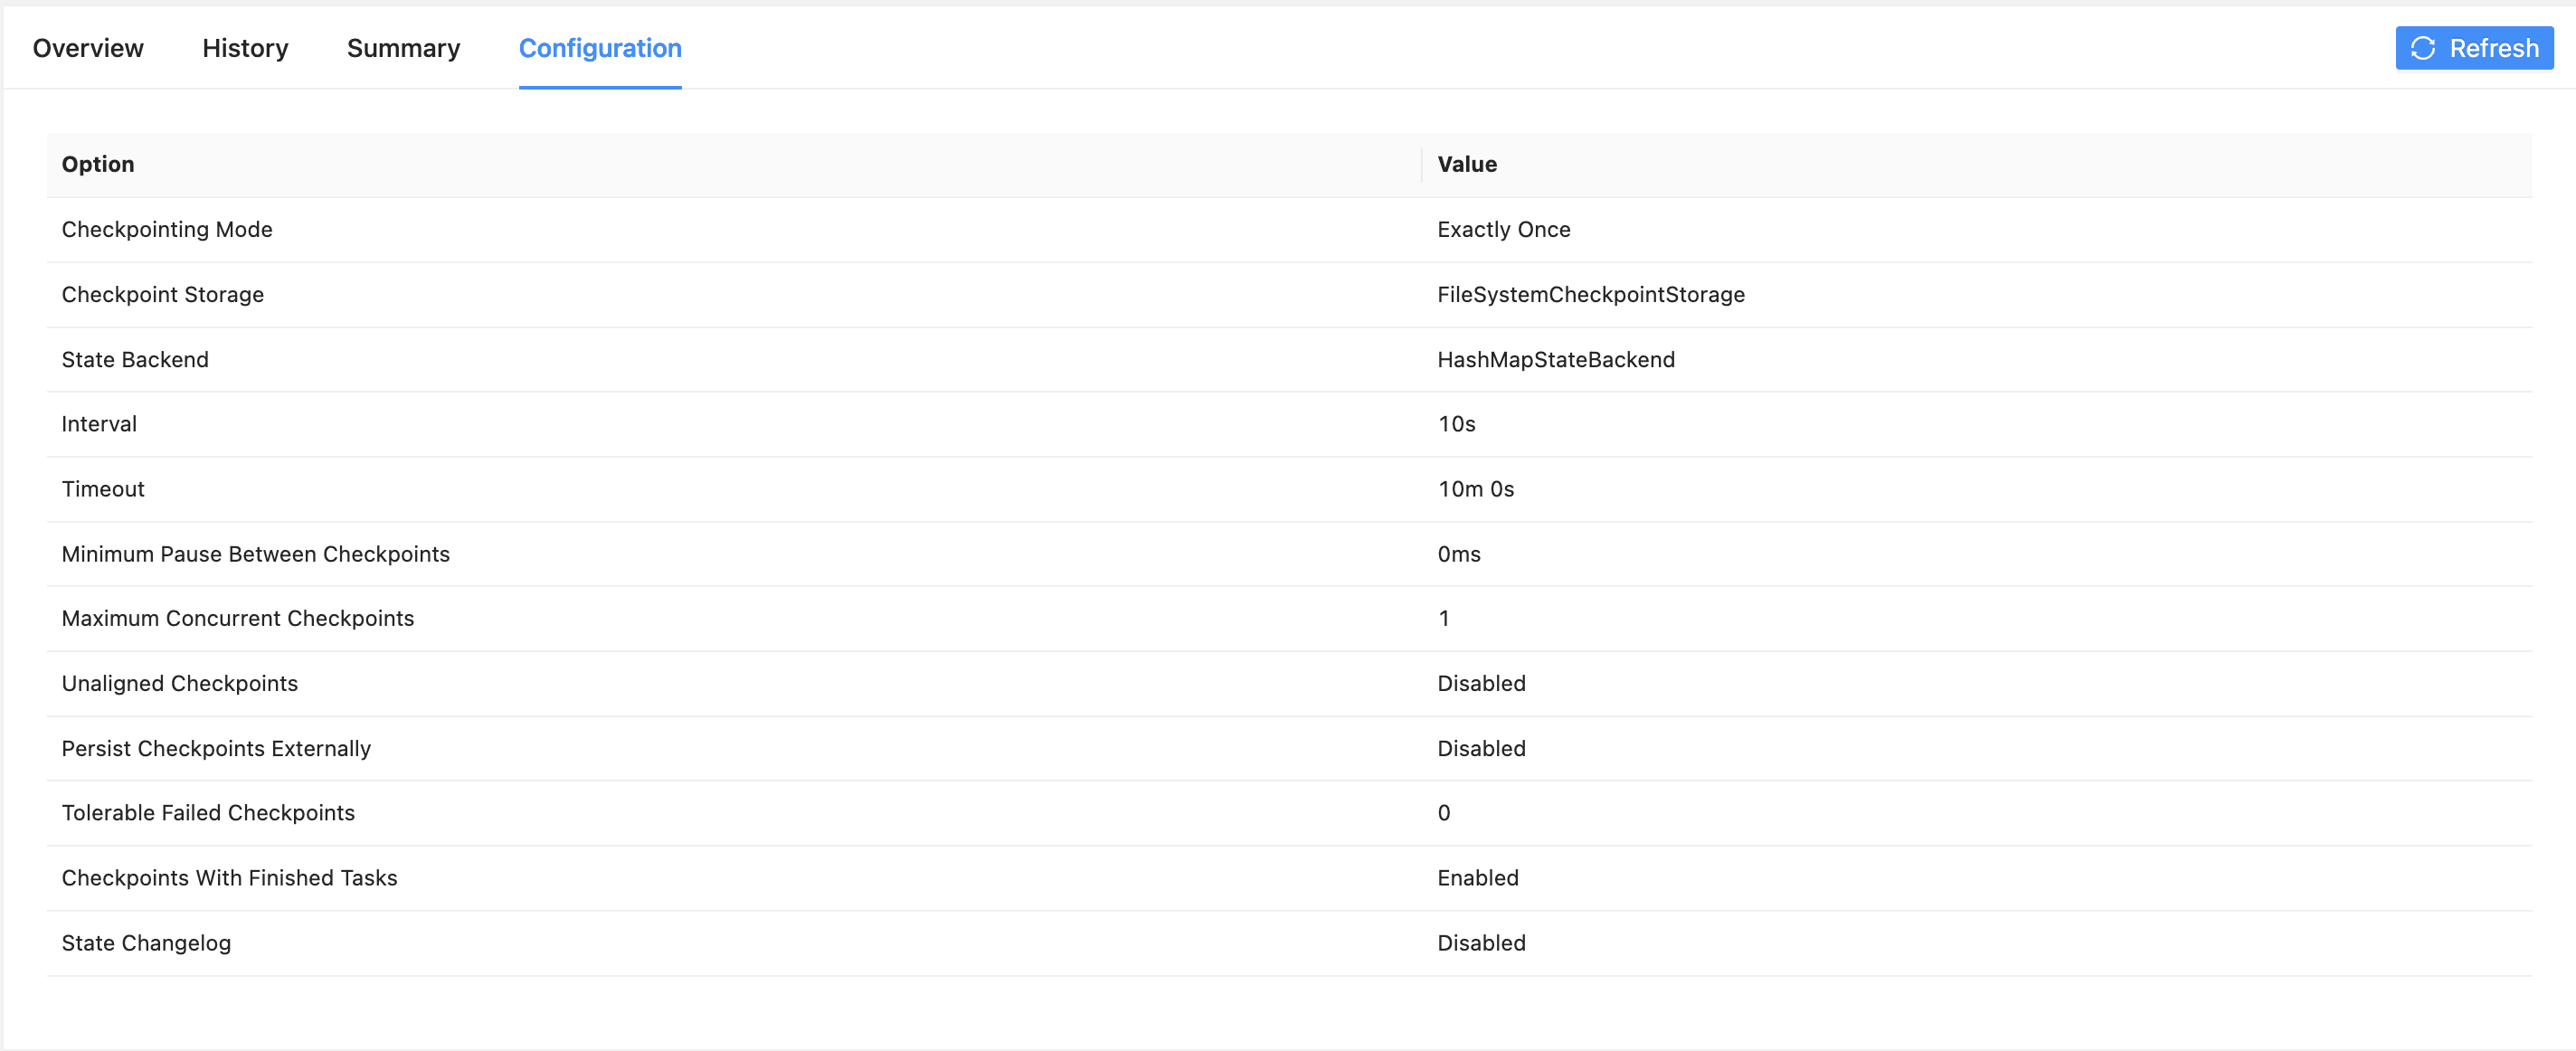 Overview History Summary Configuration Refresh
Option Value
Checkpointing Mode Exactly Once
Checkpoint Storage FileSystemCheckpointStorage
State Backend HashMapStateBackend
Interval 10s
Timeout 10m 0s
Minimum Pause Between Checkpoints 0ms
Maximum Concurrent Checkpoints 1
Unaligned Checkpoints Disabled
Persist Checkpoints Externally Disabled
Tolerable Failed Checkpoints 0
Checkpoints With Finished Tasks Enabled
State Changelog Disabled